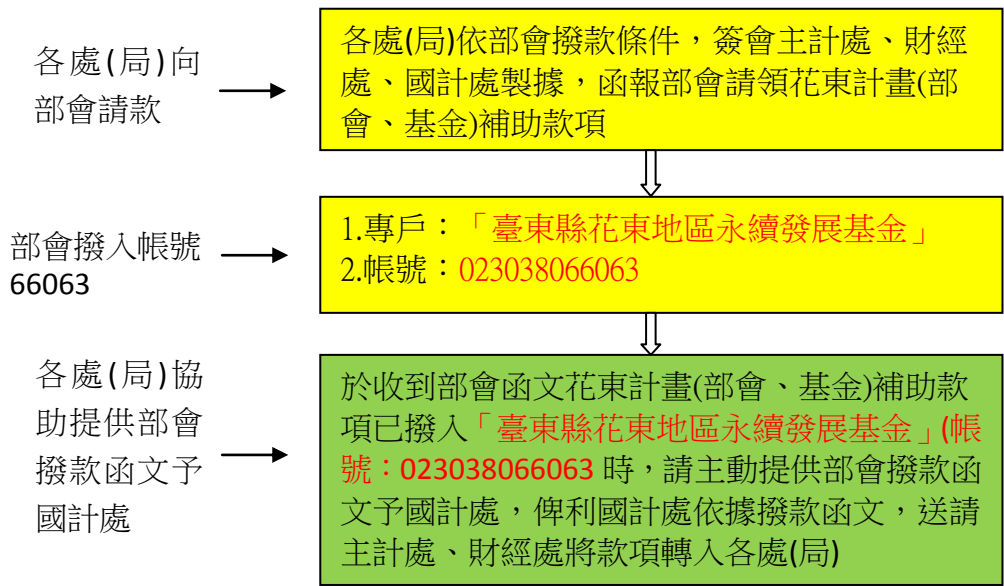 各處(局)向
部會請款
各處(局)依部會撥款條件，簽會主計處、財經
處、國計處製據，函報部會請領花東計畫(部
會、基金)補助款項
部會撥入帳號
66063
1.專戶：「臺東縣花東地區永續發展基金」
2.帳號：023038066063
各處(局)協
助提供部會
撥款函文予
國計處
於收到部會函文花東計畫(部會、基金)補助款
項已撥入「臺東縣花東地區永續發展基金」(帳
號：023038066063 時，請主動提供部會撥款函
文予國計處，俾利國計處依據撥款函文，送請
主計處、財經處將款項轉入各處(局)